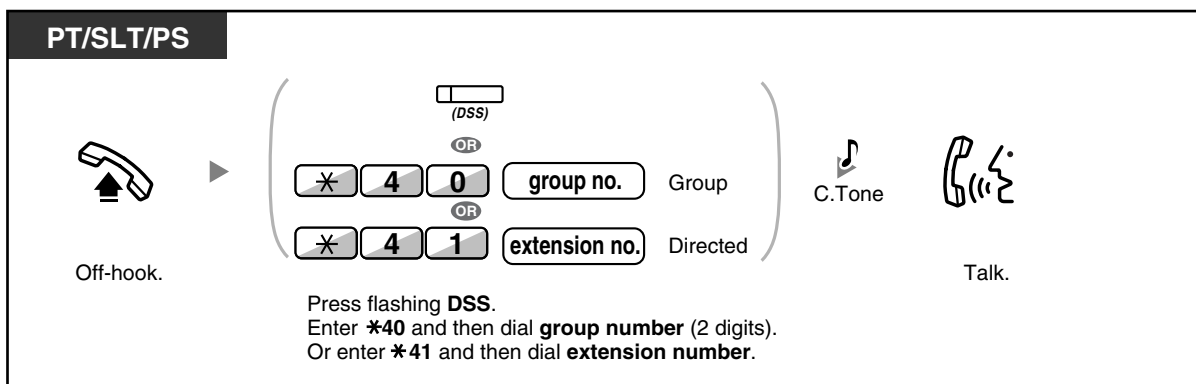 PT/SLT/PS
(DSS)
OR
* 4 0 group no. Group
OR
* 4 1 extension no. Directed
C.Tone
Off-hook.
Talk.
Press flashing DSS.
Enter *40 and then dial group number (2 digits).
Or enter *41 and then dial extension number.